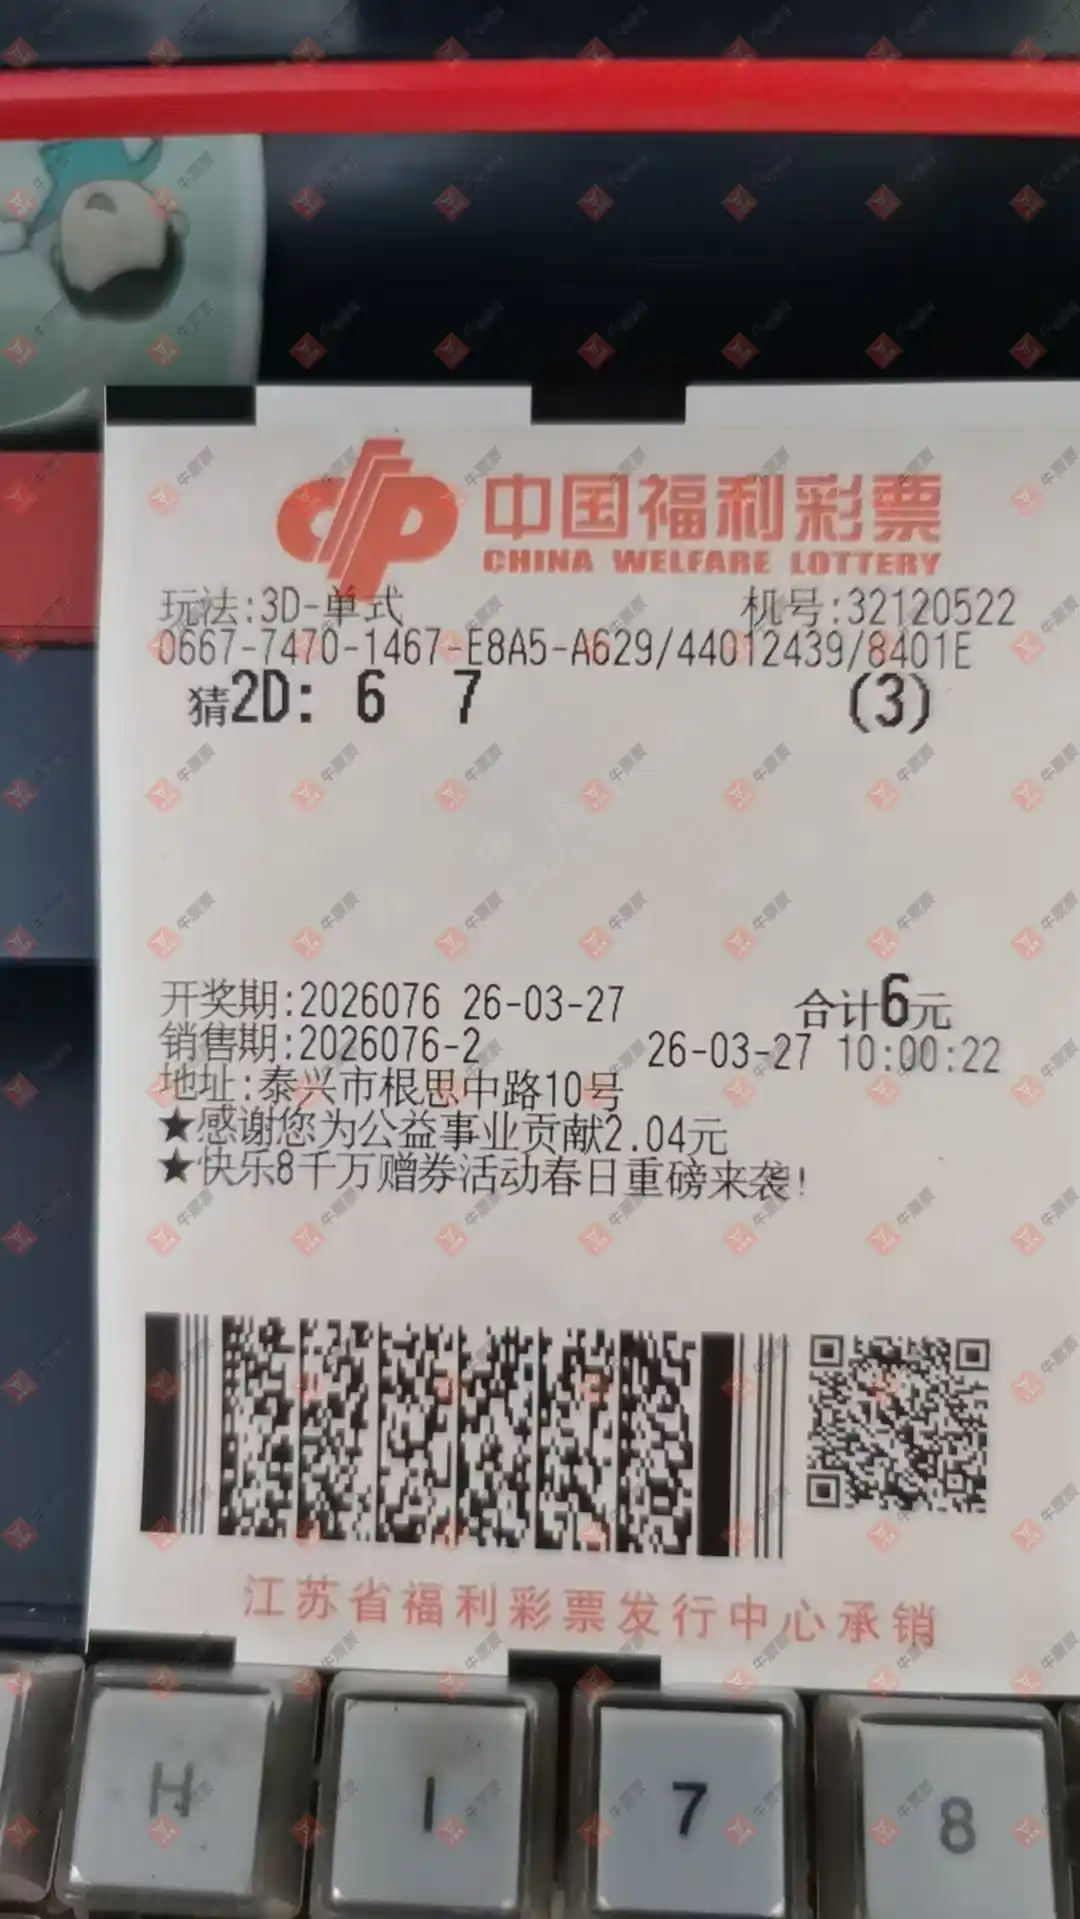 中国福利彩票
CHINA WELFARE LOTTERY
玩法:3D-单式 机号:32120522
0667-7470-1467-E8A5-A629/44012439/8401E
猜2D: 6 7 (3)
开奖期:2026076 26-03-27 合计6元
销售期:2026076-2 26-03-27 10:00:22
地址:泰兴市根思中路10号
★感谢您为公益事业贡献2.04元
★快乐8千万赠券活动春日重磅来袭!
江苏省福利彩票发行中心承销
H I 7 8
牛票票